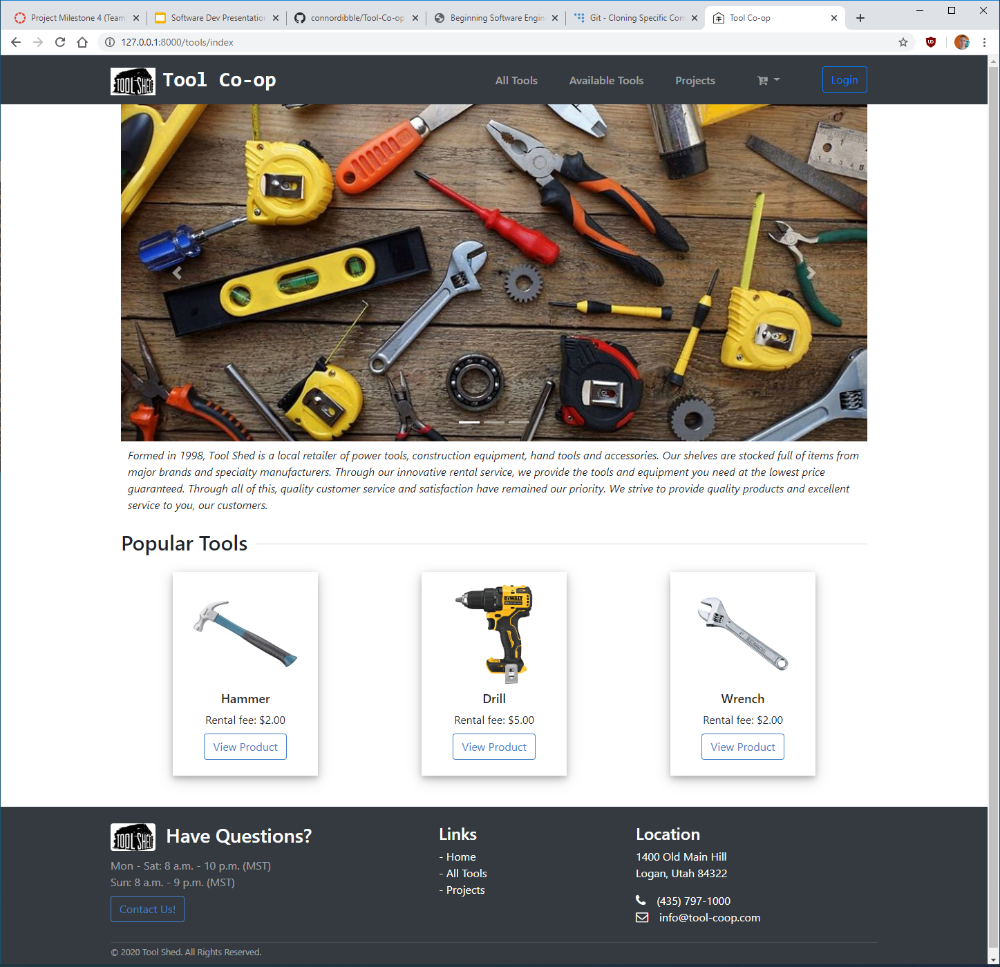 Project Milestone 4 (Team
Software Dev Presentation
connordibble/Tool-Co-op
Beginning Software Engin
Git - Cloning Specific Com
Tool Co-op
127.0.0.1:8000/tools/index
TOOL SHED
Tool Co-op
All Tools
Available Tools
Projects
Login
Formed in 1998, Tool Shed is a local retailer of power tools, construction equipment, hand tools and accessories. Our shelves are stocked full of items from
major brands and specialty manufacturers. Through our innovative rental service, we provide the tools and equipment you need at the lowest price
guaranteed. Through all of this, quality customer service and satisfaction have remained our priority. We strive to provide quality products and excellent
service to you, our customers.
Popular Tools
DEWALT
Hammer
Rental fee: $2.00
View Product
Drill
Rental fee: $5.00
View Product
Wrench
Rental fee: $2.00
View Product
TOOL SHED
Have Questions?
Mon - Sat: 8 a.m. - 10 p.m. (MST)
Sun: 8 a.m. - 9 p.m. (MST)
Contact Us!
Links
- Home
- All Tools
- Projects
Location
1400 Old Main Hill
Logan, Utah 84322
(435) 797-1000
info@tool-coop.com
© 2020 Tool Shed. All Rights Reserved.